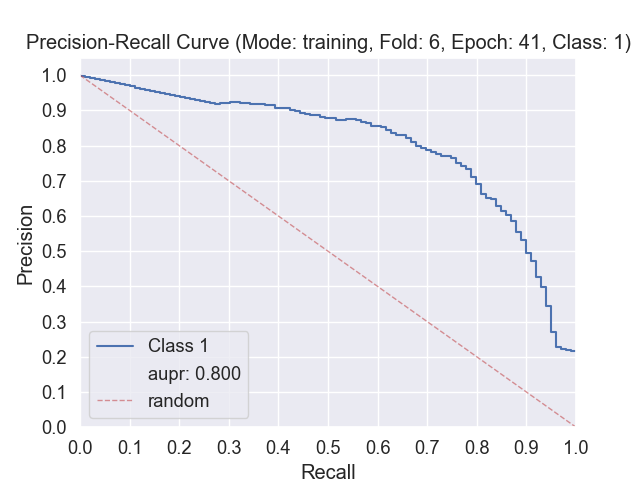 Precision-Recall Curve (Mode: training, Fold: 6, Epoch: 41, Class: 1)
1.0
0.9
0.8
0.7
0.6
0.5
0.4
0.3
0.2
0.1
0.0
Precision
Class 1
aupr: 0.800
random
0.0 0.1 0.2 0.3 0.4 0.5 0.6 0.7 0.8 0.9 1.0
Recall